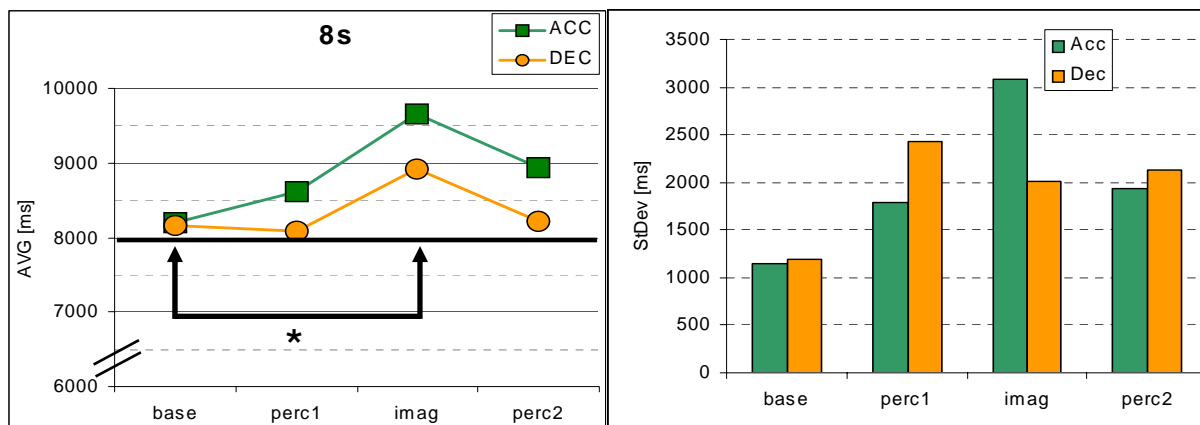 8s
ACC
DEC
10000
9000
8000
7000
6000
AVG [ms]
*
base perc1 imag perc2
Acc
Dec
3500
3000
2500
2000
1500
1000
500
0
StDev [ms]
base perc1 imag perc2